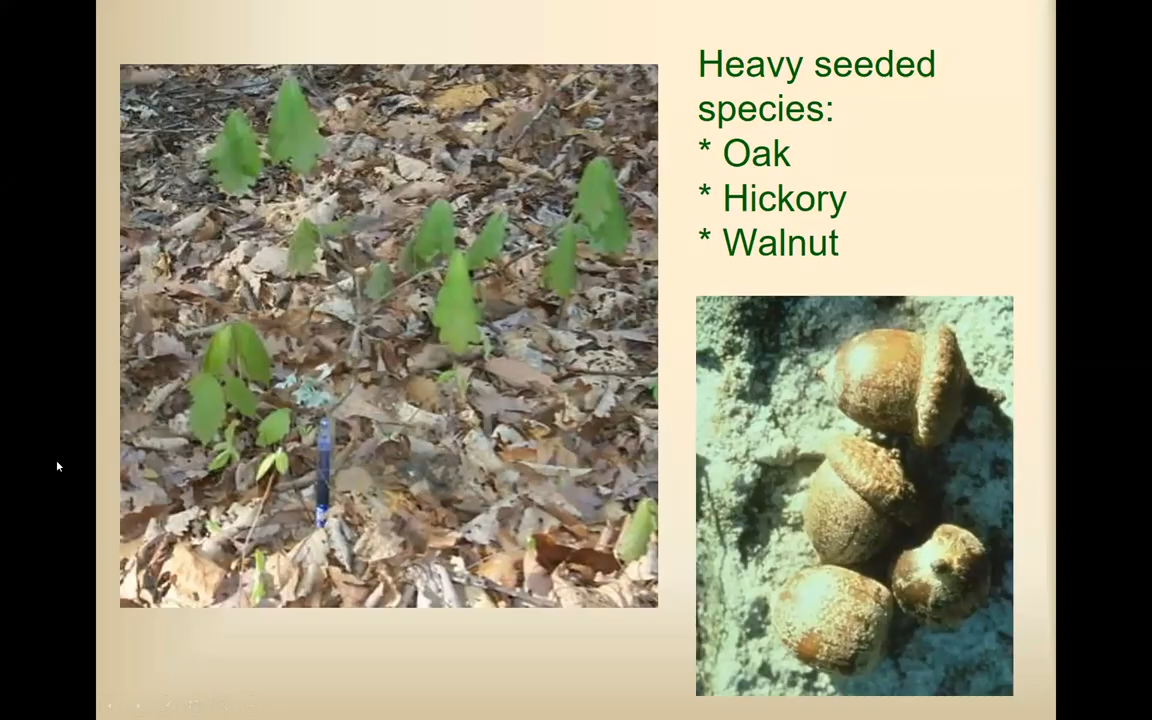 Heavy seeded
species:
* Oak
* Hickory
* Walnut